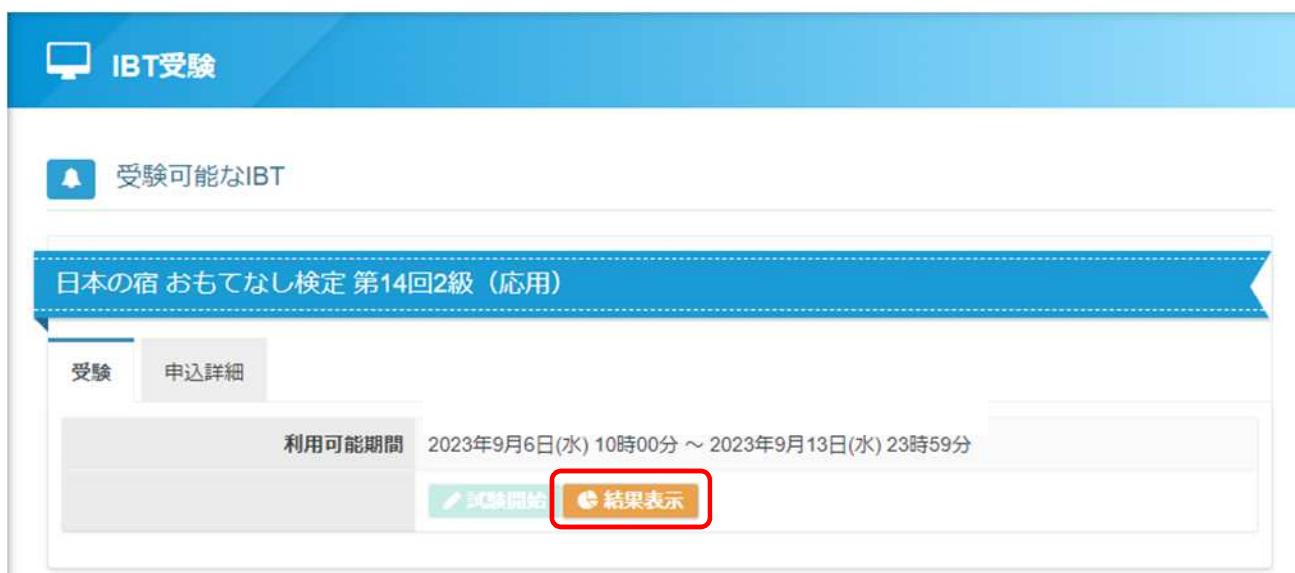 IBT受験
受験可能なIBT
日本の宿 おもてなし検定 第14回2級（応用）
受験 申込詳細
利用可能期間 2023年9月6日(水) 10時00分 ～ 2023年9月13日(水) 23時59分
試験開始 結果表示